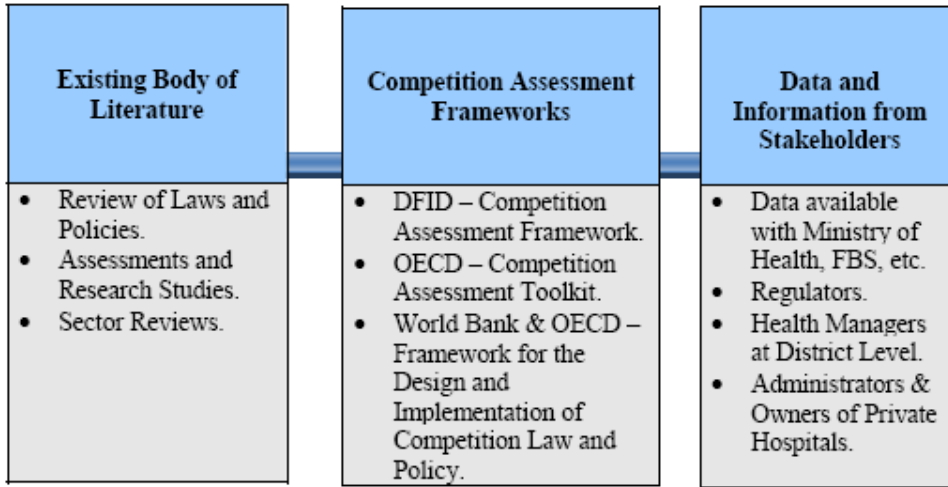 Existing Body of
Literature
• Review of Laws and
Policies.
• Assessments and
Research Studies.
• Sector Reviews.
Competition Assessment
Frameworks
• DFID – Competition
Assessment Framework.
• OECD – Competition
Assessment Toolkit.
• World Bank & OECD –
Framework for the
Design and
Implementation of
Competition Law and
Policy.
Data and
Information from
Stakeholders
• Data available
with Ministry of
Health, FBS, etc.
• Regulators.
• Health Managers
at District Level.
• Administrators &
Owners of Private
Hospitals.